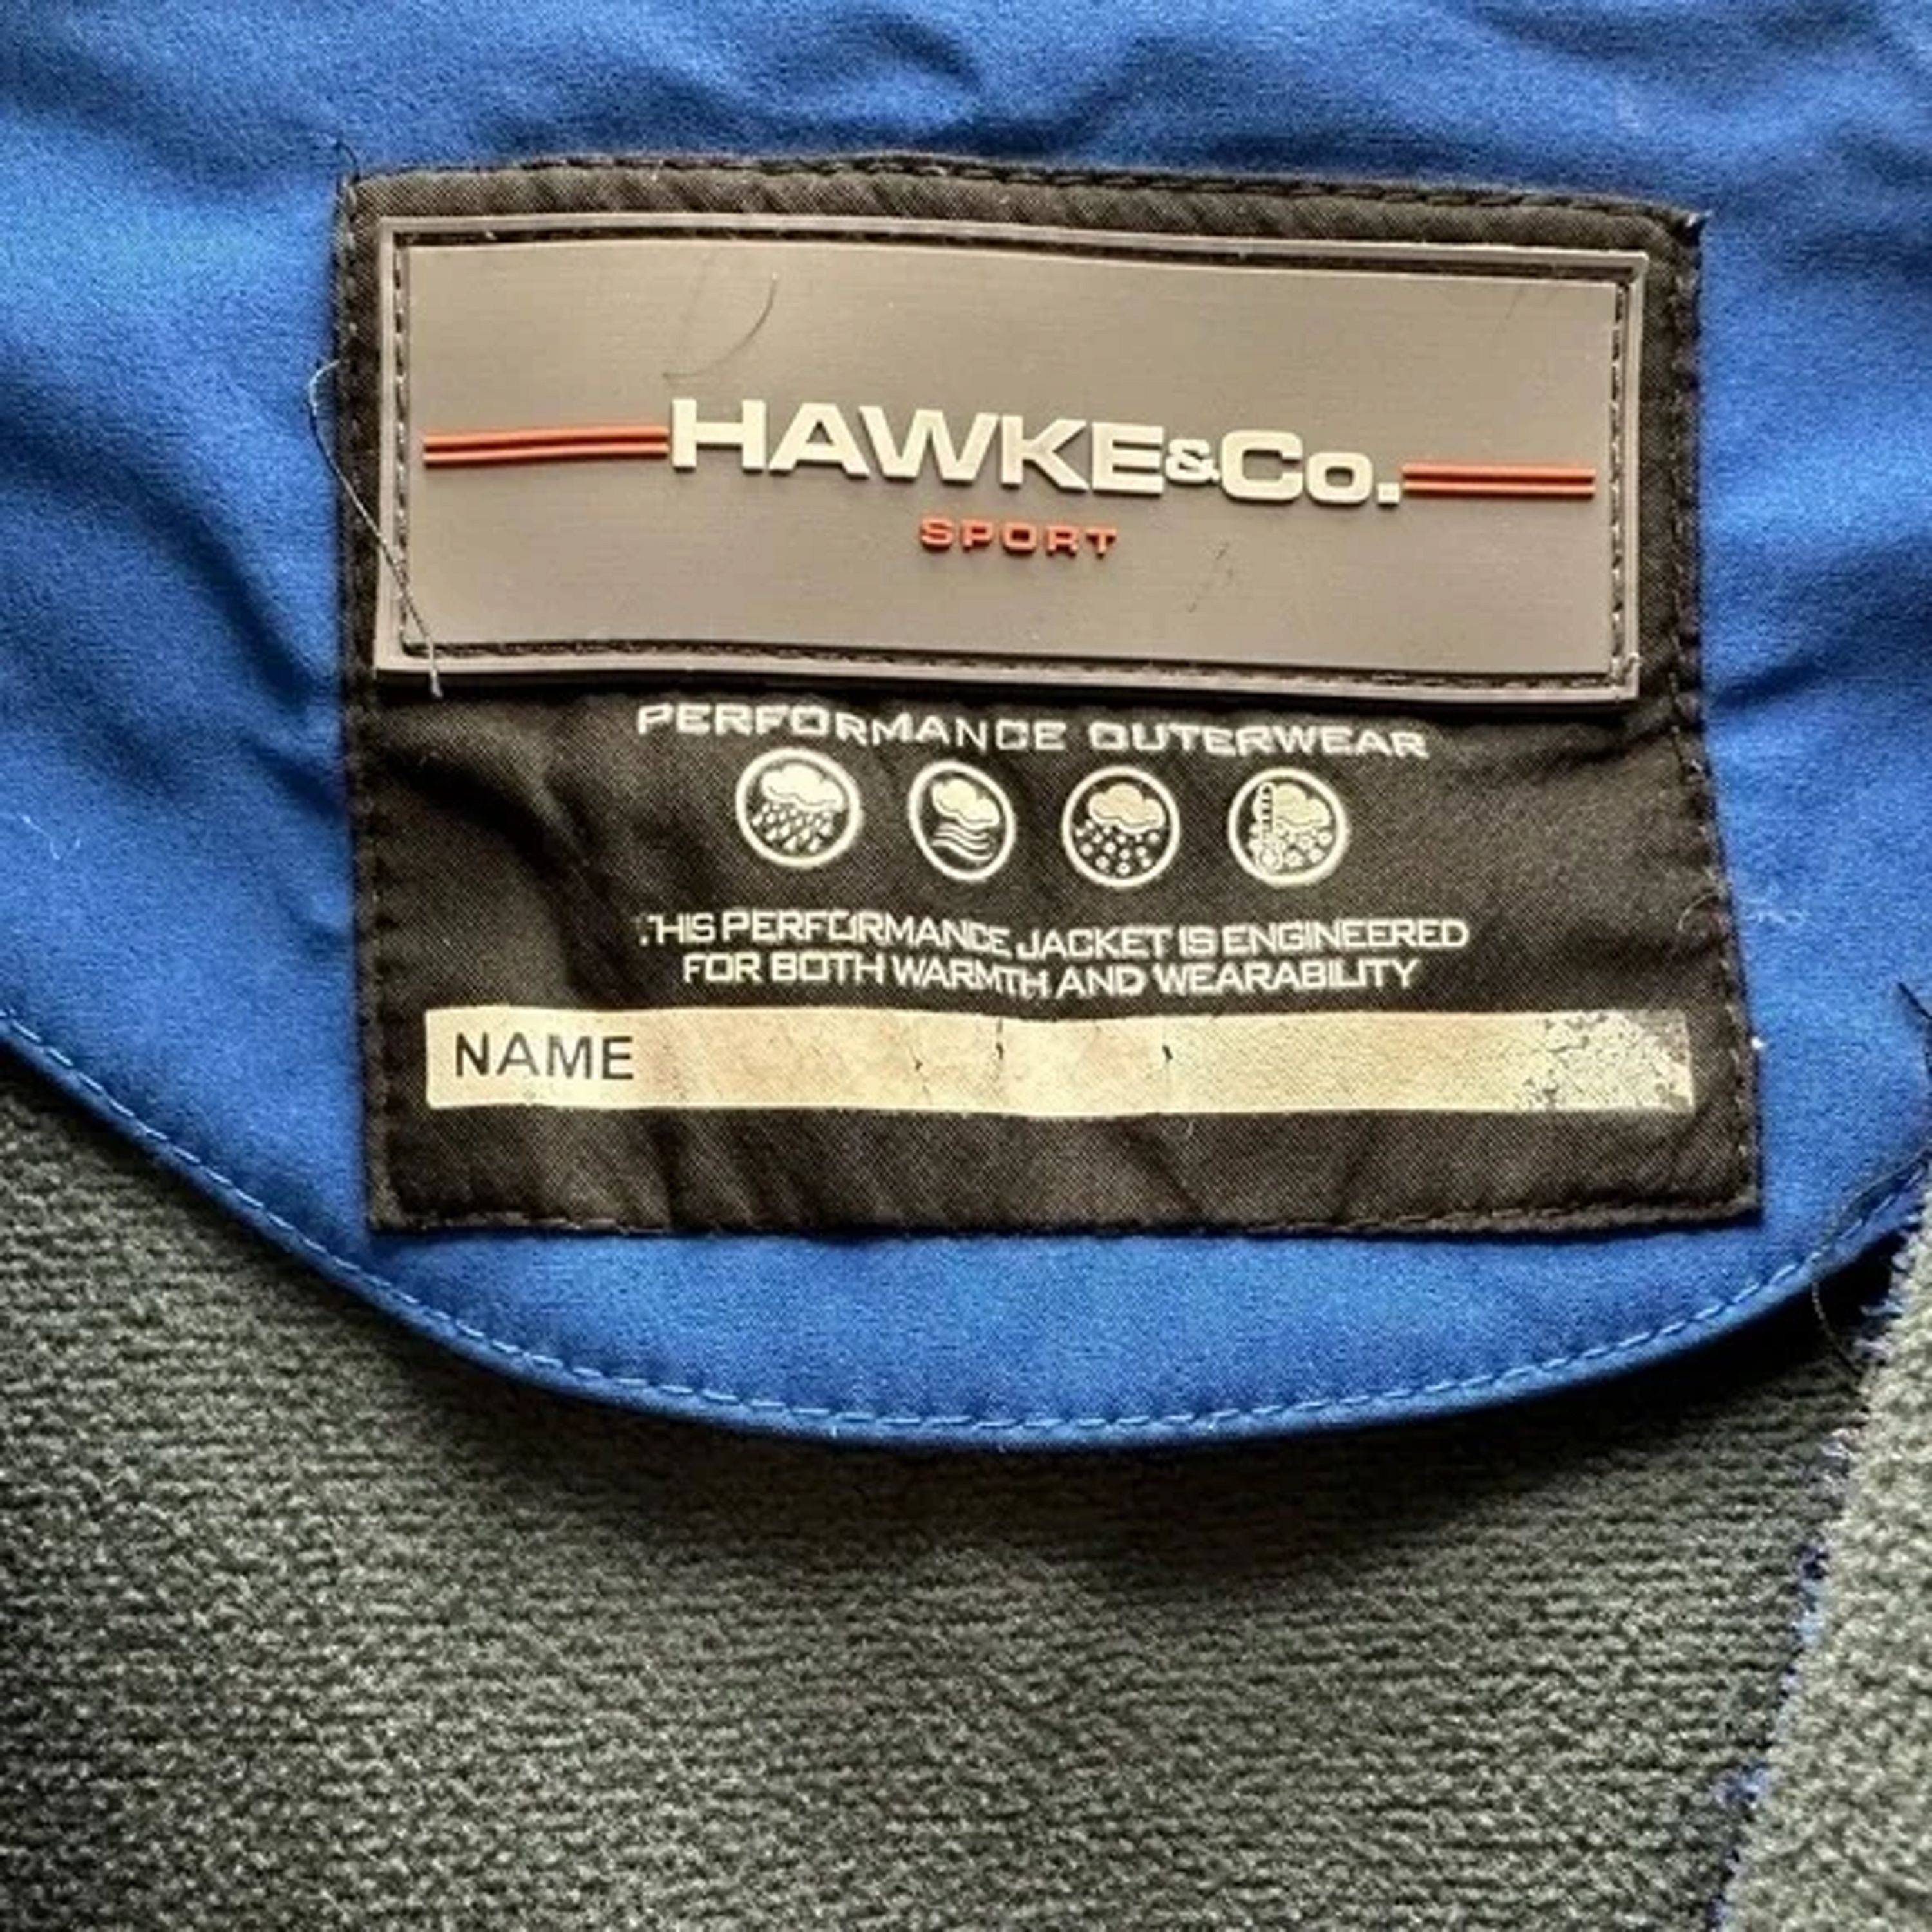 HAWKE&Co.
SPORT
PERFORMANCE OUTERWEAR
THIS PERFORMANCE JACKET IS ENGINEERED
FOR BOTH WARMTH AND WEARABILITY
NAME